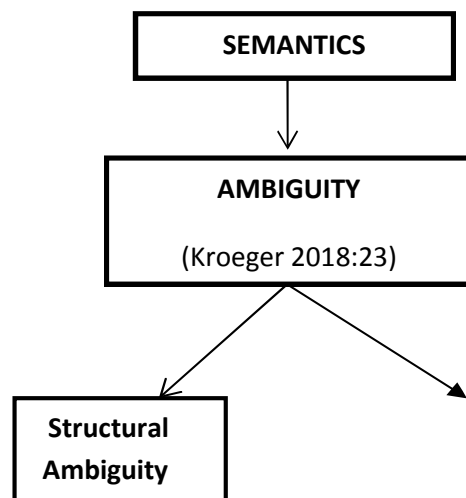 SEMANTICS
AMBIGUITY
(Kroeger 2018:23)
Structural
Ambiguity